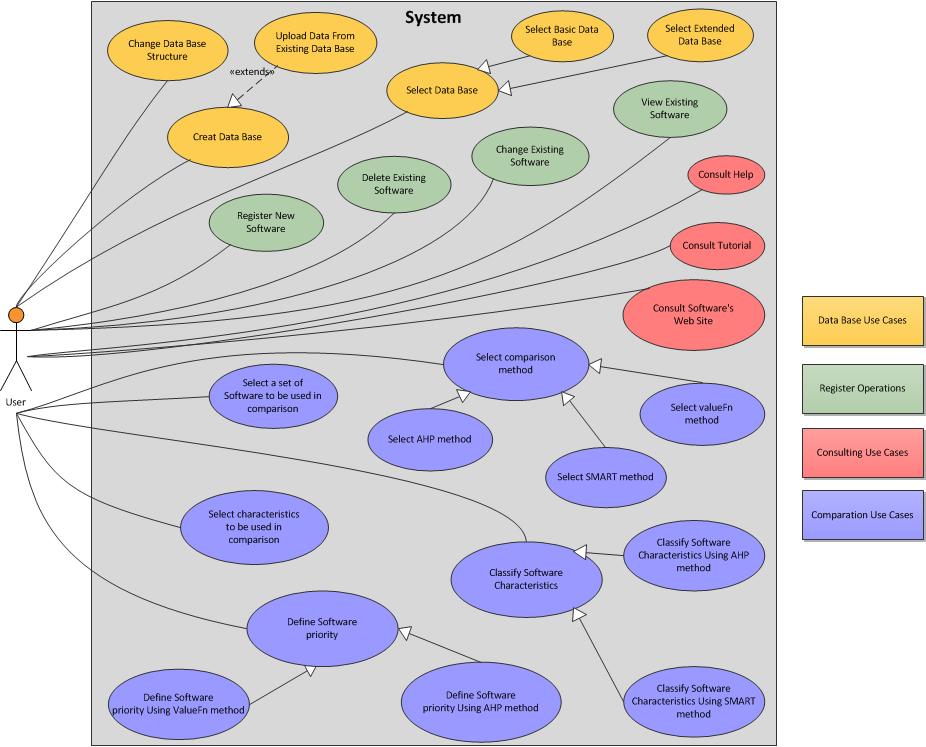 System
Change Data Base
Structure
Upload Data From
Existing Data Base
Select Basic Data
Base
Select Extended
Data Base
«extends»
Select Data Base
Creat Data Base
View Existing
Software
Change Existing
Software
Delete Existing
Software
Register New
Software
Consult Help
Consult Tutorial
Consult Software's
Web Site
User
Select comparison
method
Select a set of
Software to be used in
comparison
Select AHP method
Select valueFn
method
Select SMART method
Select characteristics
to be used in
comparison
Classify Software
Characteristics
Classify Software
Characteristics Using AHP
method
Define Software
priority
Define Software
priority Using ValueFn method
Define Software
priority Using AHP method
Classify Software
Characteristics Using SMART
method
Data Base Use Cases
Register Operations
Consulting Use Cases
Comparation Use Cases